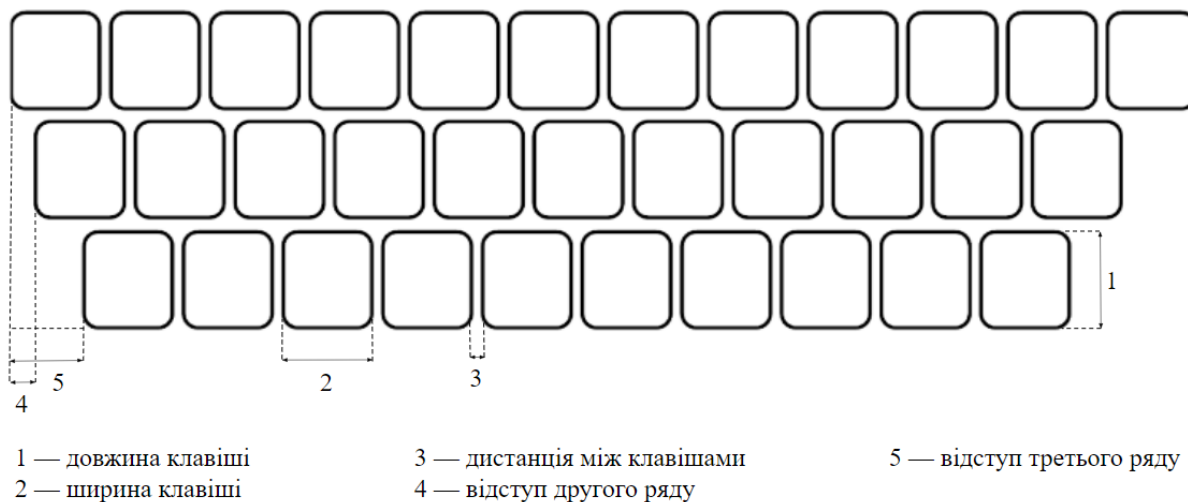 1
5
2
3
4
1 — довжина клавіші
3 — дистанція між клавішами
5 — відступ третього ряду
2 — ширина клавіші
4 — відступ другого ряду